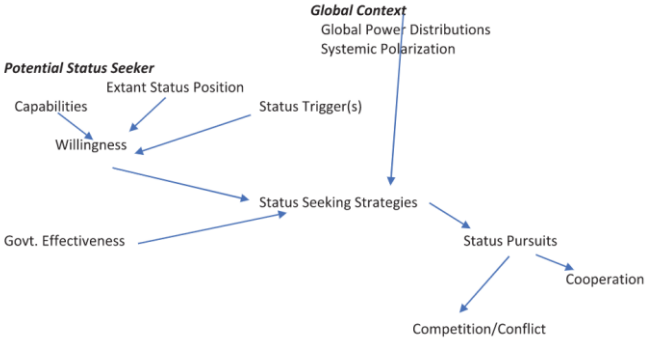 Global Context
Global Power Distributions
Systemic Polarization
Potential Status Seeker
Extant Status Position
Capabilities
Status Trigger(s)
Willingness
Status Seeking Strategies
Govt. Effectiveness
Status Pursuits
Cooperation
Competition/Conflict